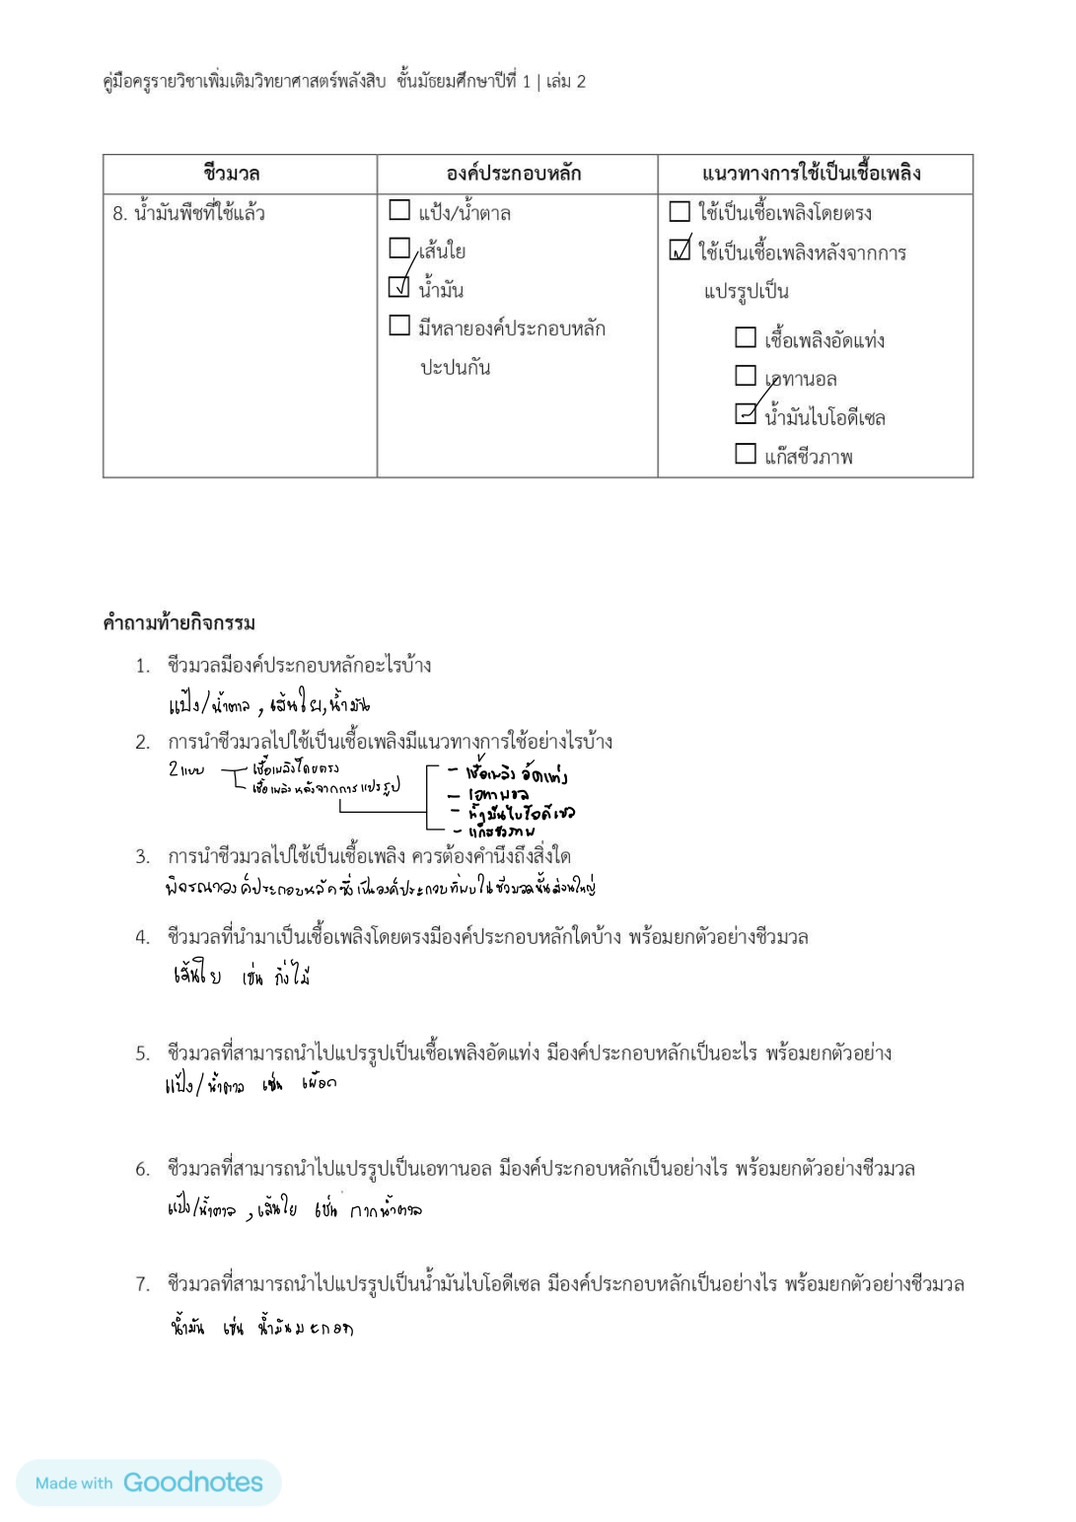 คู่มือครูรายวิชาเพิ่มเติมวิทยาศาสตร์พลังสิบ ชั้นมัธยมศึกษาปีที่ 1 | เล่ม 2
ชีวมวล องค์ประกอบหลัก แนวทางการใช้เป็นเชื้อเพลิง
8. น้ำมันพืชที่ใช้แล้ว แป้ง/น้ำตาล ใช้เป็นเชื้อเพลิงโดยตรง
เส้นใย ใช้เป็นเชื้อเพลิงหลังจากการ
น้ำมัน แปรรูปเป็น
มีหลายองค์ประกอบหลัก เชื้อเพลิงอัดแท่ง
ปะปนกัน เอทานอล
น้ำมันไบโอดีเซล
แก๊สชีวภาพ
คำถามท้ายกิจกรรม
1. ชีวมวลมีองค์ประกอบหลักอะไรบ้าง
แป้ง/น้ำตาล , เส้นใย, น้ำมัน
2. การนำชีวมวลไปใช้เป็นเชื้อเพลิงมีแนวทางการใช้อย่างไรบ้าง
2 แบบ เชื้อเพลิงโดยตรง
เชื้อเพลิงหลังจากการแปรรูป
- เชื้อเพลิงอัดแท่ง
- เอทานอล
- น้ำมันไบโอดีเซล
- แก๊สชีวภาพ
3. การนำชีวมวลไปใช้เป็นเชื้อเพลิง ควรต้องคำนึงถึงสิ่งใด
พิจรณาองค์ประกอบหลักซึ่งเป็นองค์ประกอบที่พบในชีวมวลนั้นส่วนใหญ่
4. ชีวมวลที่นำมาเป็นเชื้อเพลิงโดยตรงมีองค์ประกอบหลักใดบ้าง พร้อมยกตัวอย่างชีวมวล
เส้นใย เช่น กิ่งไม้
5. ชีวมวลที่สามารถนำไปแปรรูปเป็นเชื้อเพลิงอัดแท่ง มีองค์ประกอบหลักเป็นอะไร พร้อมยกตัวอย่าง
แป้ง/น้ำตาล เช่น เผือก
6. ชีวมวลที่สามารถนำไปแปรรูปเป็นเอทานอล มีองค์ประกอบหลักเป็นอย่างไร พร้อมยกตัวอย่างชีวมวล
แป้ง/น้ำตาล , เส้นใย เช่น กากน้ำตาล
7. ชีวมวลที่สามารถนำไปแปรรูปเป็นน้ำมันไบโอดีเซล มีองค์ประกอบหลักเป็นอย่างไร พร้อมยกตัวอย่างชีวมวล
น้ำมัน เช่น น้ำมันมะกอก
Made with Goodnotes